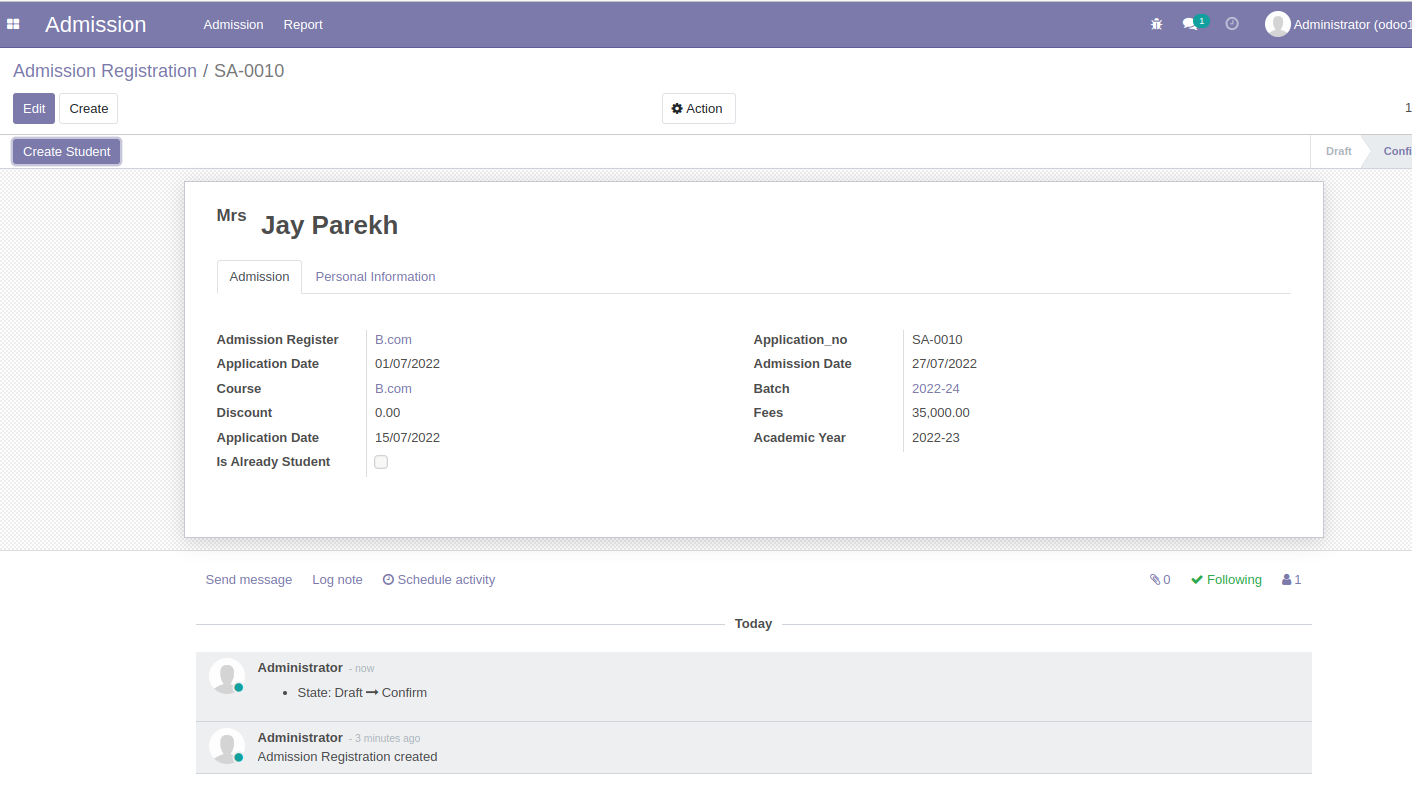 Admission Admission Report 1 Administrator (odoo1
Admission Registration / SA-0010
Edit Create Action 1
Create Student Draft Confi
Mrs Jay Parekh
Admission Personal Information
Admission Register B.com Application_no SA-0010
Application Date 01/07/2022 Admission Date 27/07/2022
Course B.com Batch 2022-24
Discount 0.00 Fees 35,000.00
Application Date 15/07/2022 Academic Year 2022-23
Is Already Student
Send message Log note Schedule activity 0 Following 1
Today
Administrator - now
• State: Draft → Confirm
Administrator - 3 minutes ago
Admission Registration created